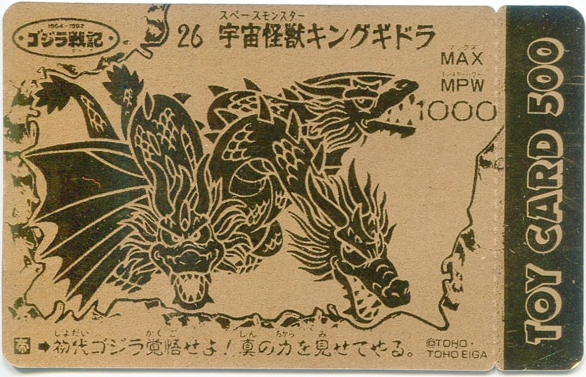 1954-1992
ゴジラ戦記
スペースモンスター
26 宇宙怪獣キングギドラ
マックス
MAX
モンスターパワー
MPW
1000
TOY CARD 500
しょだい かくご しん ちから み
➡初代ゴジラ覚悟せよ!真の力を見せてやる。
©TOHO・
TOHO EIGA